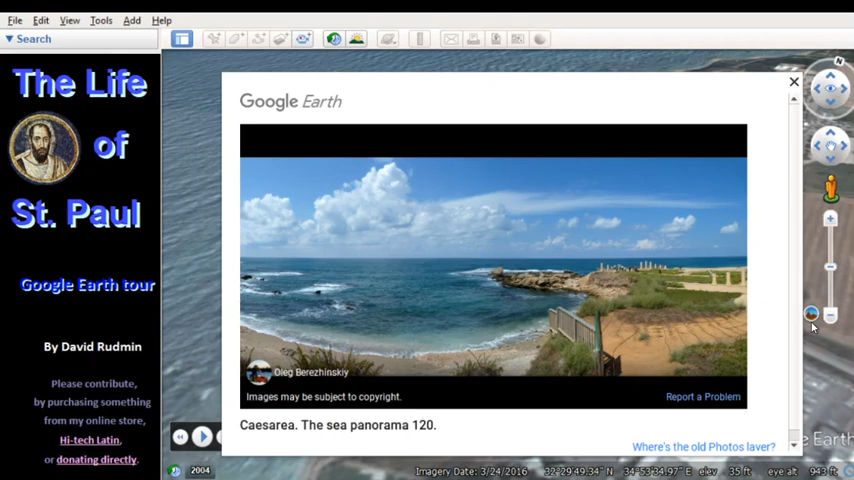 File Edit View Tools Add Help
Search
The Life
of
St. Paul
Google Earth tour
By David Rudmin
Please contribute,
by purchasing something
from my online store,
Hi-tech Latin,
or donating directly.
Google Earth
Oleg Berezhinskiy
Images may be subject to copyright.
Report a Problem
Caesarea. The sea panorama 120.
Where's the old Photos layer?
N
e Earth
2004
Imagery Date: 3/24/2016 32°29'49.34" N 34°53'34.97" E elev 35 ft eye alt 943 ft